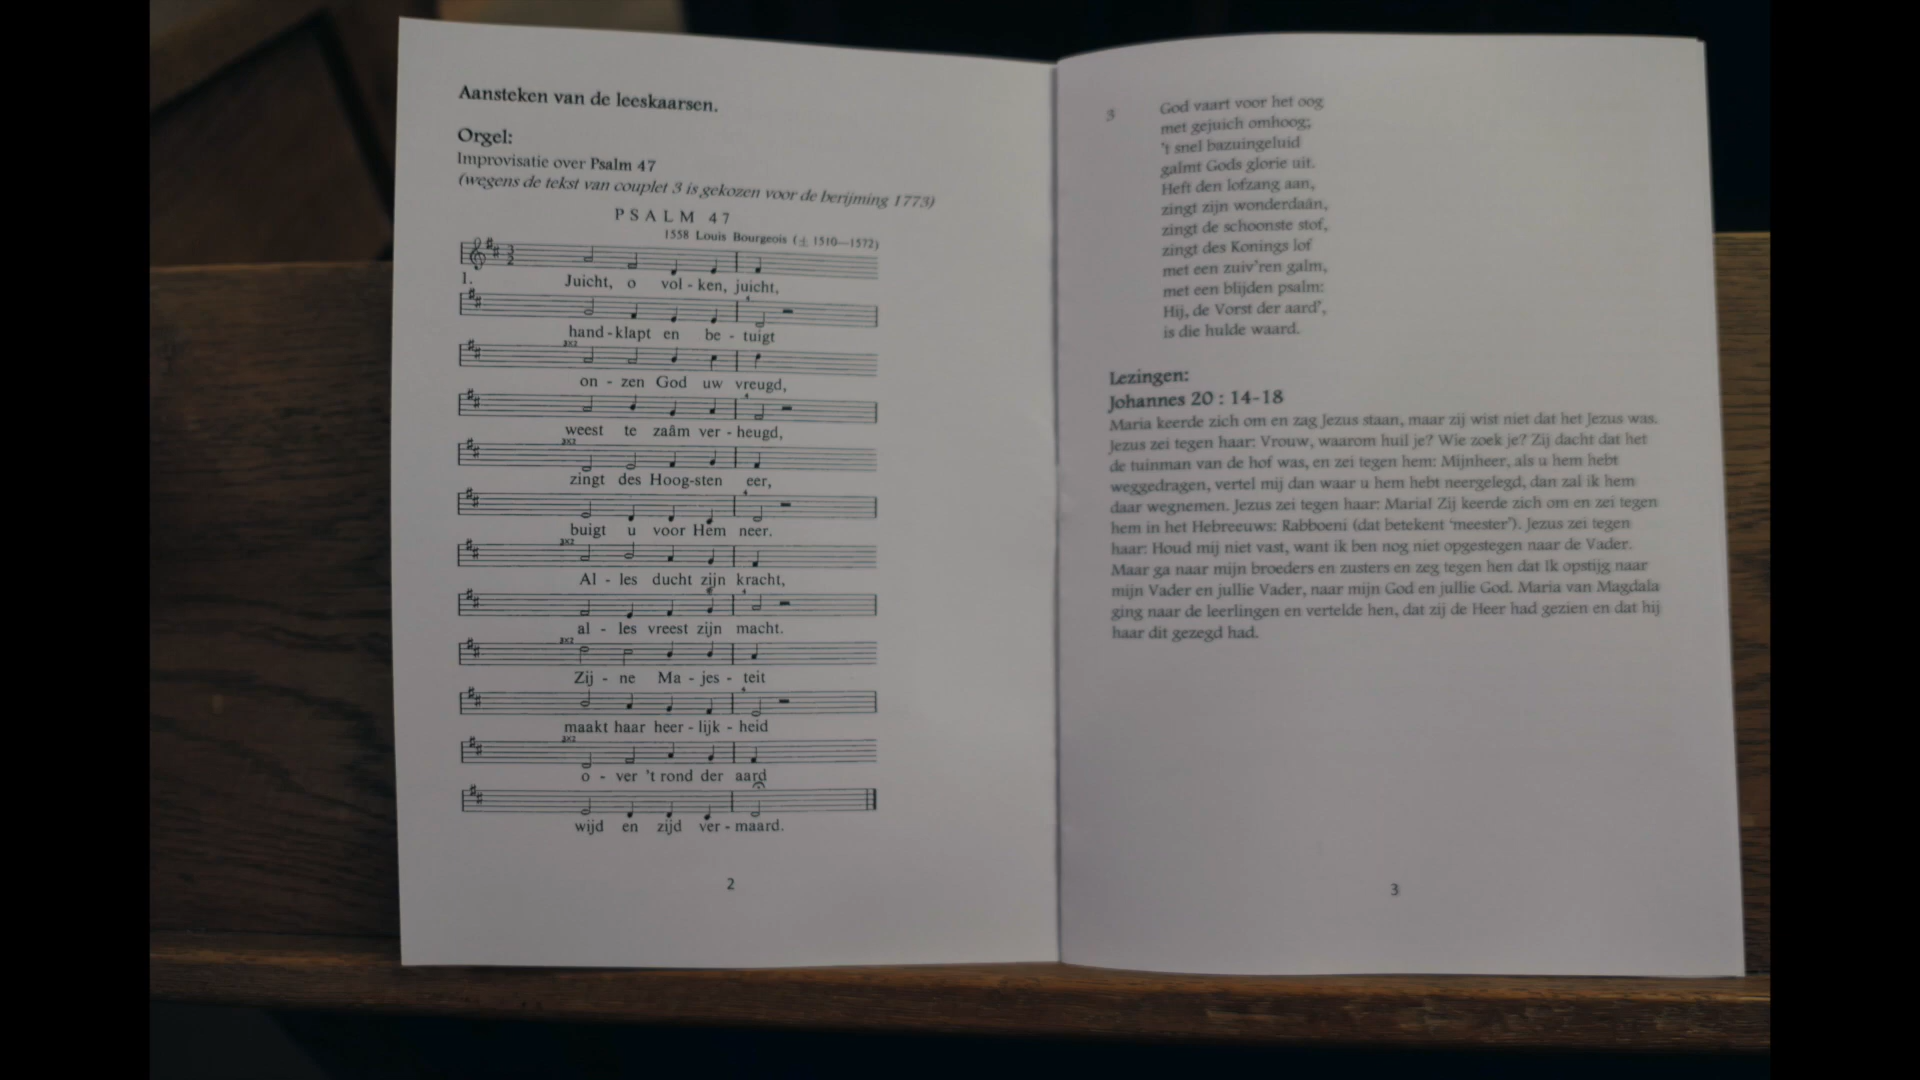 Aansteken van de leeskaarsen.
Orgel:
Improvisatie over Psalm 47
(wegens de tekst van couplet 3 is gekozen voor de berijming 1773)
PSALM 47
1558 Louis Bourgeois (± 1510—1572)
1. Juicht, o vol - ken, juicht,
hand - klapt en be - tuigt
on - zen God uw vreugd,
weest te zaâm ver - heugd,
zingt des Hoog-sten eer,
buigt u voor Hem neer.
Al - les ducht zijn kracht,
al - les vreest zijn macht.
Zij - ne Ma - jes - teit
maakt haar heer - lijk - heid
o - ver 't rond der aard
wijd en zijd ver - maard.
2
3 God vaart voor het oog
met gejuich omhoog;
't snel bazuingeluid
galmt Gods glorie uit.
Heft den lofzang aan,
zingt zijn wonderdaân,
zingt de schoonste stof,
zingt des Konings lof
met een zuiv'ren galm,
met een blijden psalm:
Hij, de Vorst der aard',
is die hulde waard.
Lezingen:
Johannes 20 : 14-18
Maria keerde zich om en zag Jezus staan, maar zij wist niet dat het Jezus was.
Jezus zei tegen haar: Vrouw, waarom huil je? Wie zoek je? Zij dacht dat het
de tuinman van de hof was, en zei tegen hem: Mijnheer, als u hem hebt
weggedragen, vertel mij dan waar u hem hebt neergelegd, dan zal ik hem
daar wegnemen. Jezus zei tegen haar: Maria! Zij keerde zich om en zei tegen
hem in het Hebreeuws: Rabboeni (dat betekent 'meester'). Jezus zei tegen
haar: Houd mij niet vast, want ik ben nog niet opgestegen naar de Vader.
Maar ga naar mijn broeders en zusters en zeg tegen hen dat Ik opstijg naar
mijn Vader en jullie Vader, naar mijn God en jullie God. Maria van Magdala
ging naar de leerlingen en vertelde hen, dat zij de Heer had gezien en dat hij
haar dit gezegd had.
3